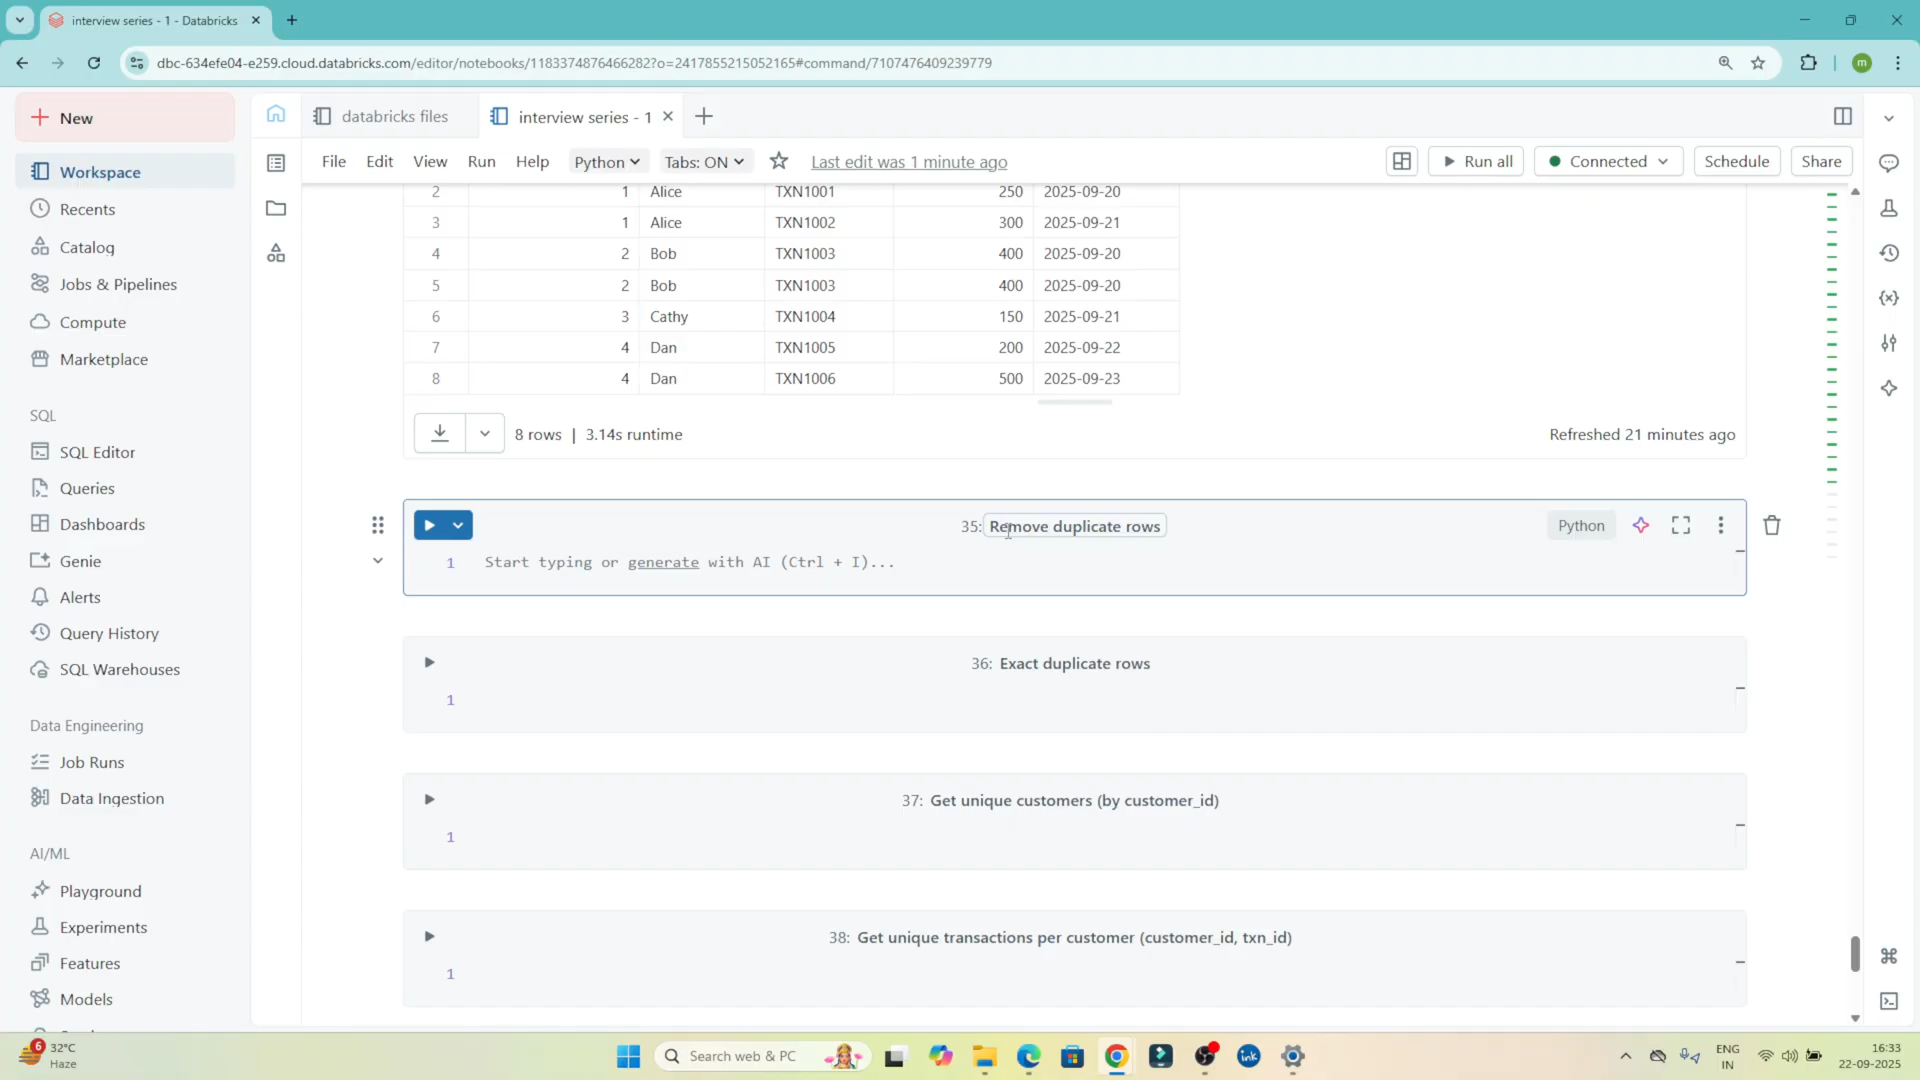 interview series - 1 - Databricks
dbc-634efe04-e259.cloud.databricks.com/editor/notebooks/1183374876466282?o=2417855215052165#command/7107476409239779
m
New
databricks files
interview series - 1
File Edit View Run Help Python Tabs: ON Last edit was 1 minute ago Run all Connected Schedule Share
Workspace
Recents
Catalog
Jobs & Pipelines
Compute
Marketplace
SQL
SQL Editor
Queries
Dashboards
Genie
Alerts
Query History
SQL Warehouses
Data Engineering
Job Runs
Data Ingestion
AI/ML
Playground
Experiments
Features
Models
2 1 Alice TXN1001 250 2025-09-20
3 1 Alice TXN1002 300 2025-09-21
4 2 Bob TXN1003 400 2025-09-20
5 2 Bob TXN1003 400 2025-09-20
6 3 Cathy TXN1004 150 2025-09-21
7 4 Dan TXN1005 200 2025-09-22
8 4 Dan TXN1006 500 2025-09-23
8 rows | 3.14s runtime
Refreshed 21 minutes ago
35: Remove duplicate rows
Python
1 Start typing or generate with AI (Ctrl + I)...
36: Exact duplicate rows
1
37: Get unique customers (by customer_id)
1
38: Get unique transactions per customer (customer_id, txn_id)
1
6
32°C
Haze
Search web & PC
ink
ENG
IN
16:33
22-09-2025